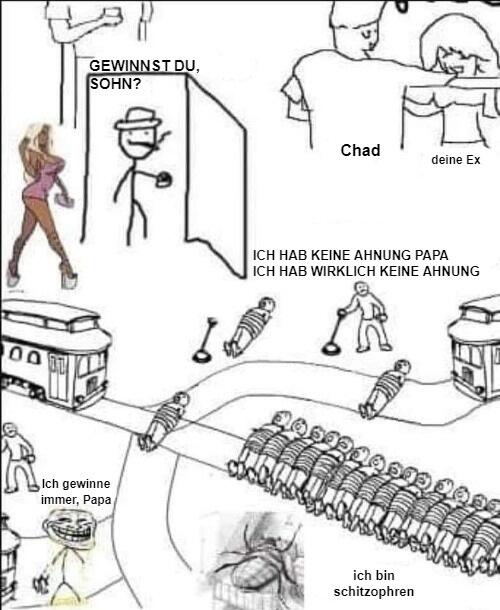 GEWINNST DU,
SOHN?
Chad
deine Ex
ICH HAB KEINE AHNUNG PAPA
ICH HAB WIRKLICH KEINE AHNUNG
Ich gewinne
immer, Papa
ich bin
schitzophren